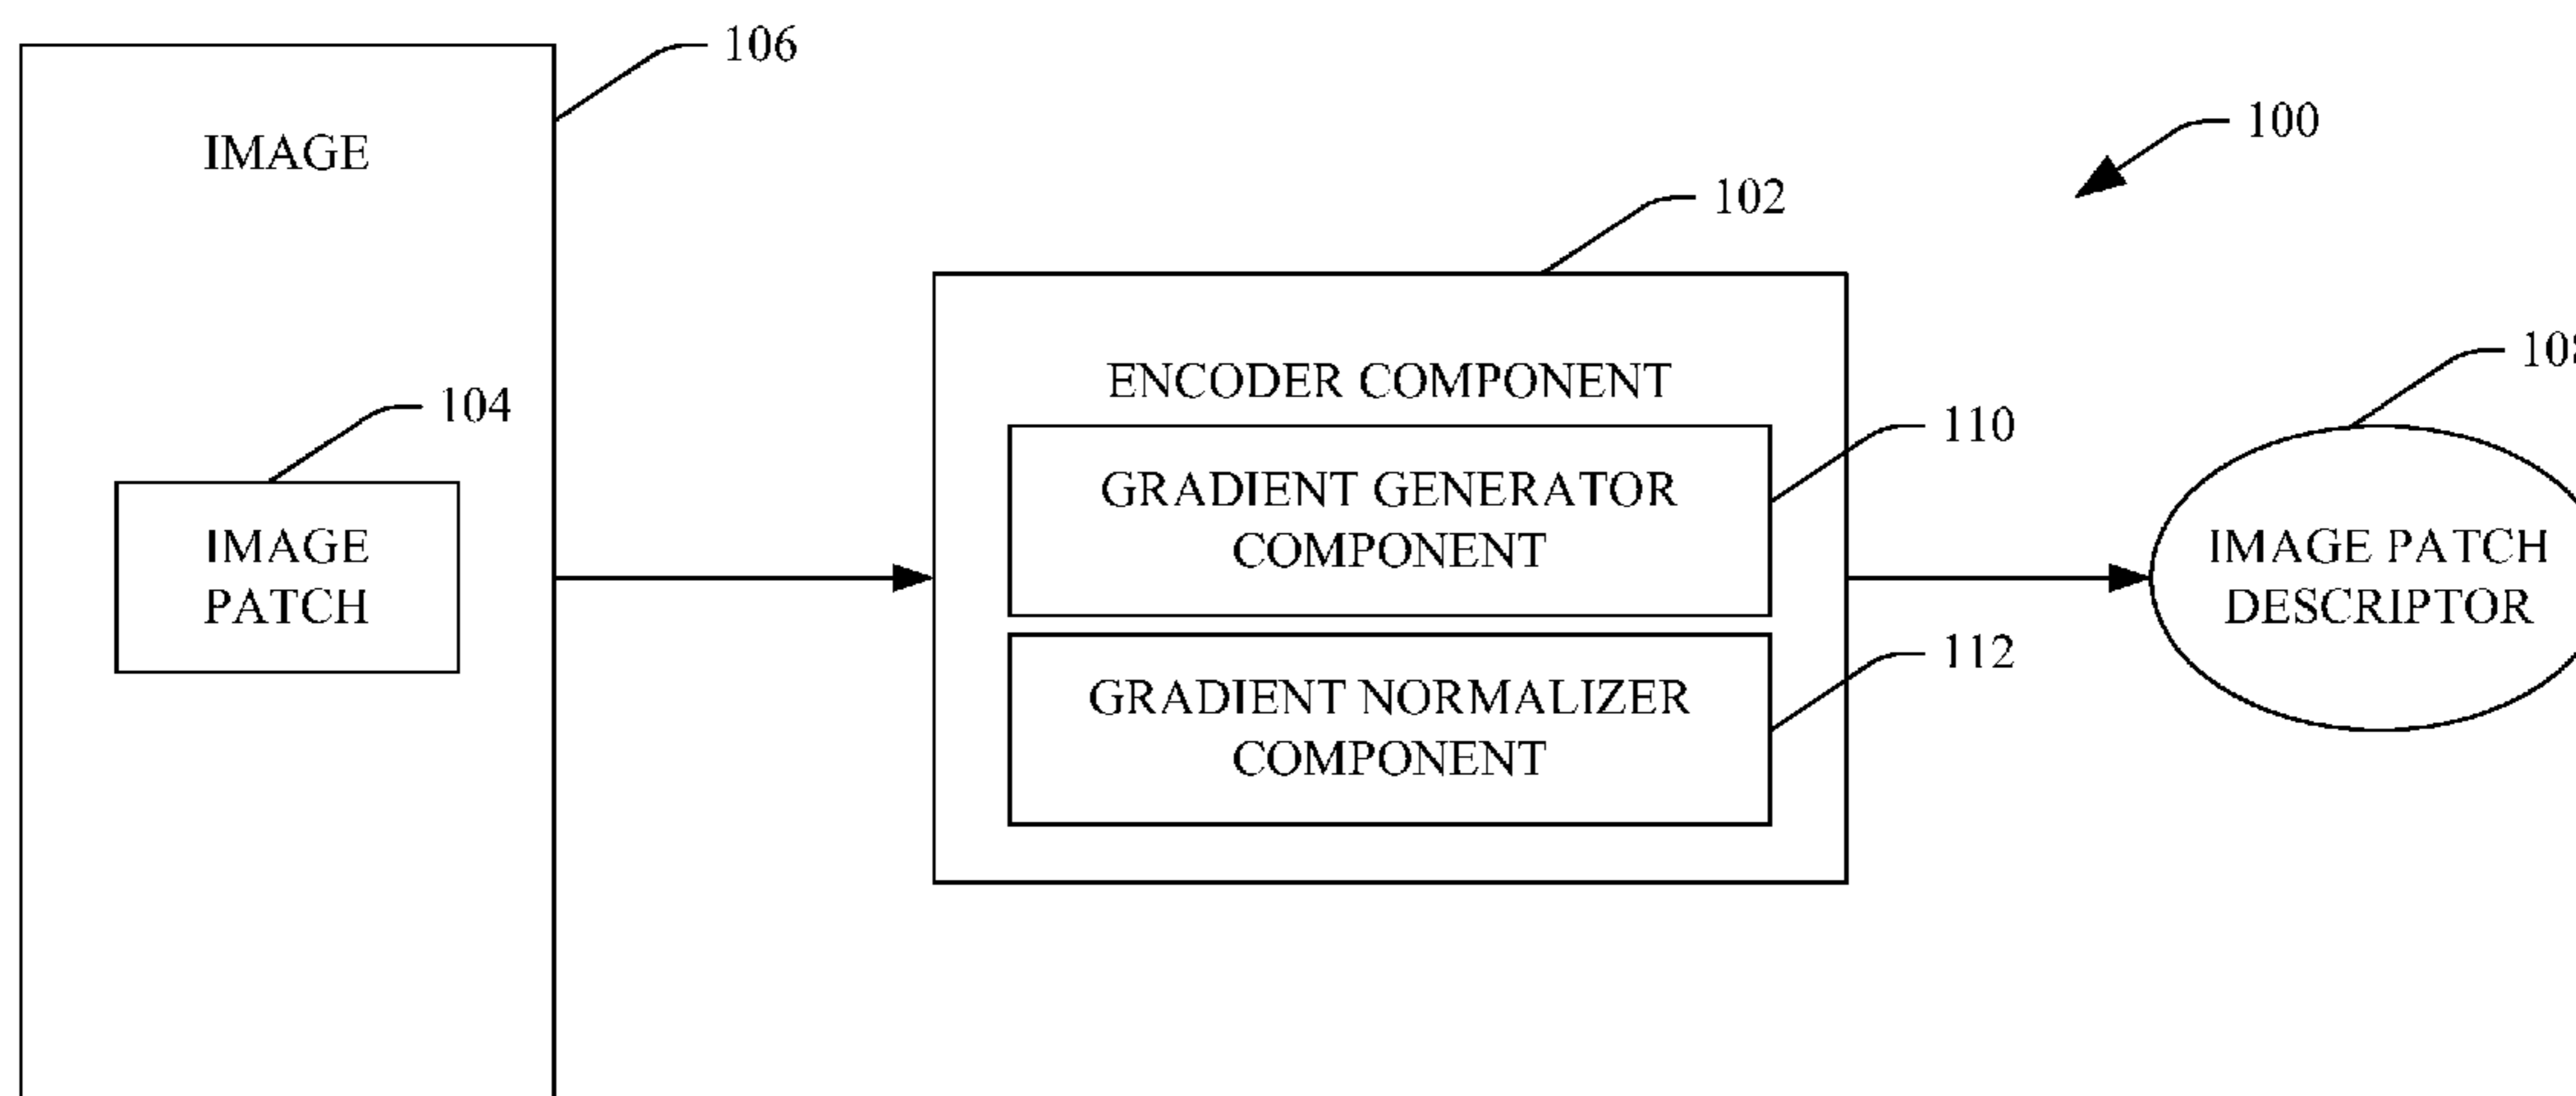 106
IMAGE
100
102
ENCODER COMPONENT
104
110
GRADIENT GENERATOR
COMPONENT
IMAGE
PATCH
IMAGE PATCH
DESCRIPTOR
112
GRADIENT NORMALIZER
COMPONENT